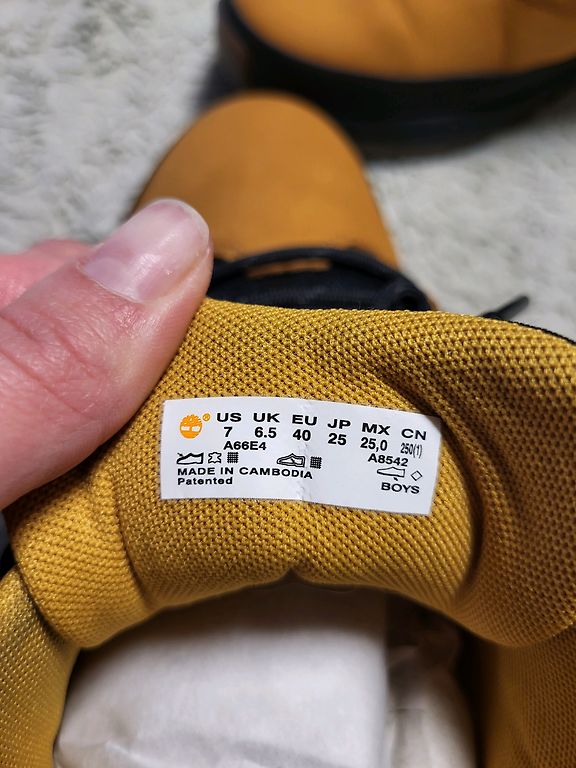 ® US UK EU JP MX CN
7 6.5 40 25 25,0 250(1)
A66E4 A8542
MADE IN CAMBODIA
Patented BOYS